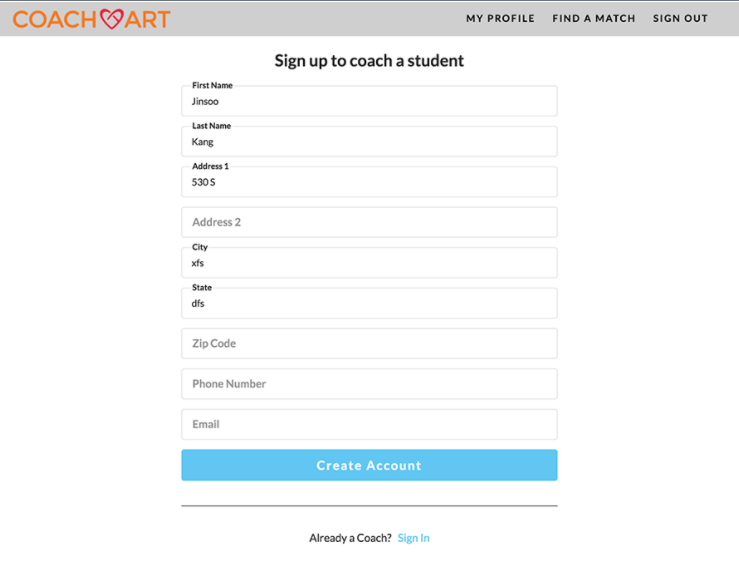 COACH ART
MY PROFILE FIND A MATCH SIGN OUT
Sign up to coach a student
First Name
Jinsoo
Last Name
Kang
Address 1
530 S
Address 2
City
xfs
State
dfs
Zip Code
Phone Number
Email
Create Account
Already a Coach? Sign In